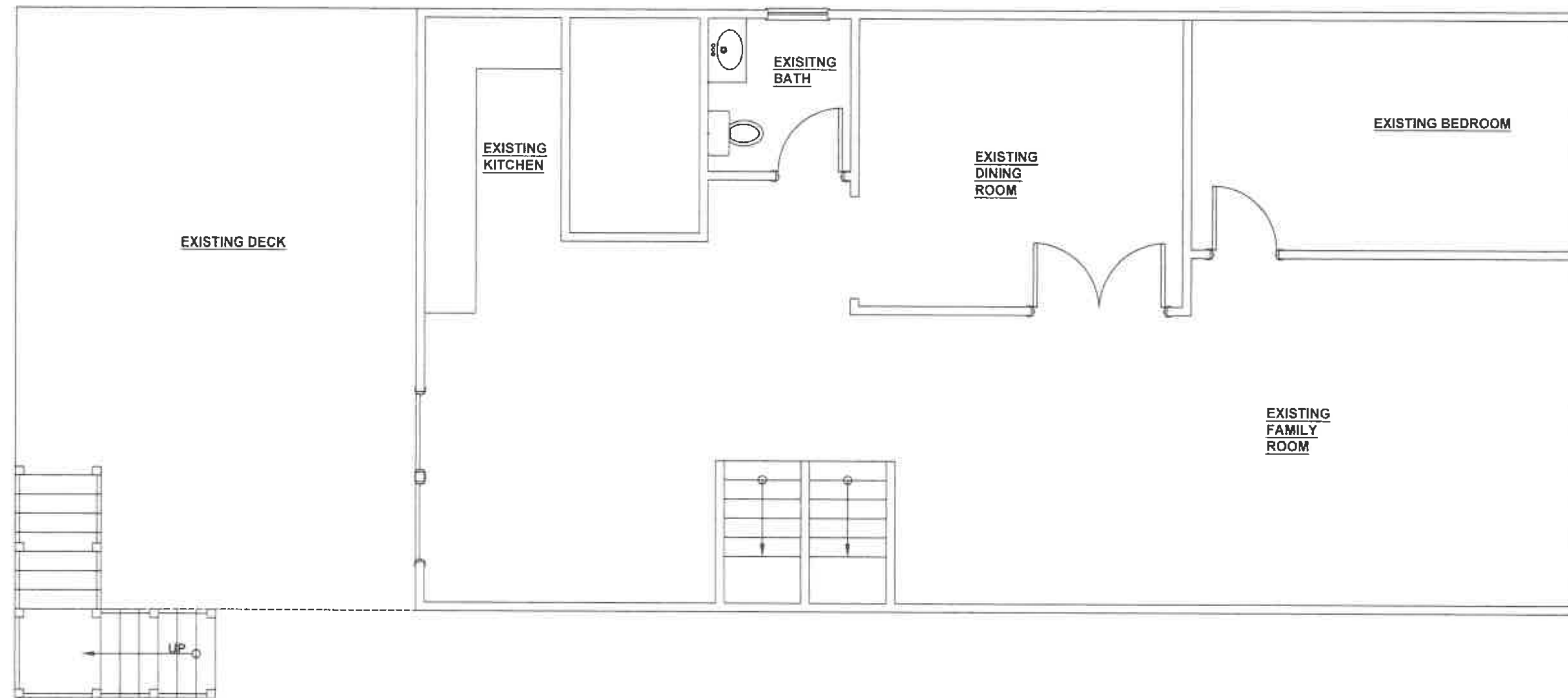 EXISITNG
BATH
EXISTING
KITCHEN
EXISTING
DINING
ROOM
EXISTING BEDROOM
EXISTING DECK
EXISTING
FAMILY
ROOM
UP